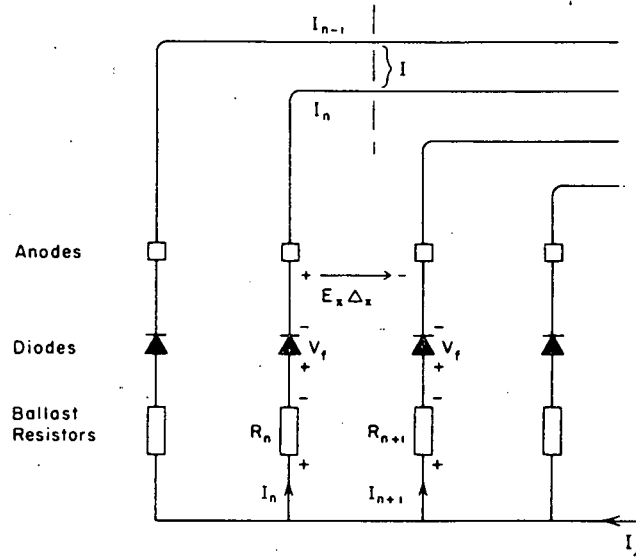 I_{n-1}
} I
I_n
Anodes
+ → -
E_x Δ_x
Diodes
- V_f +
- V_f +
Ballast
Resistors
- R_n +
- R_{n+1} +
I_n
I_{n+1}